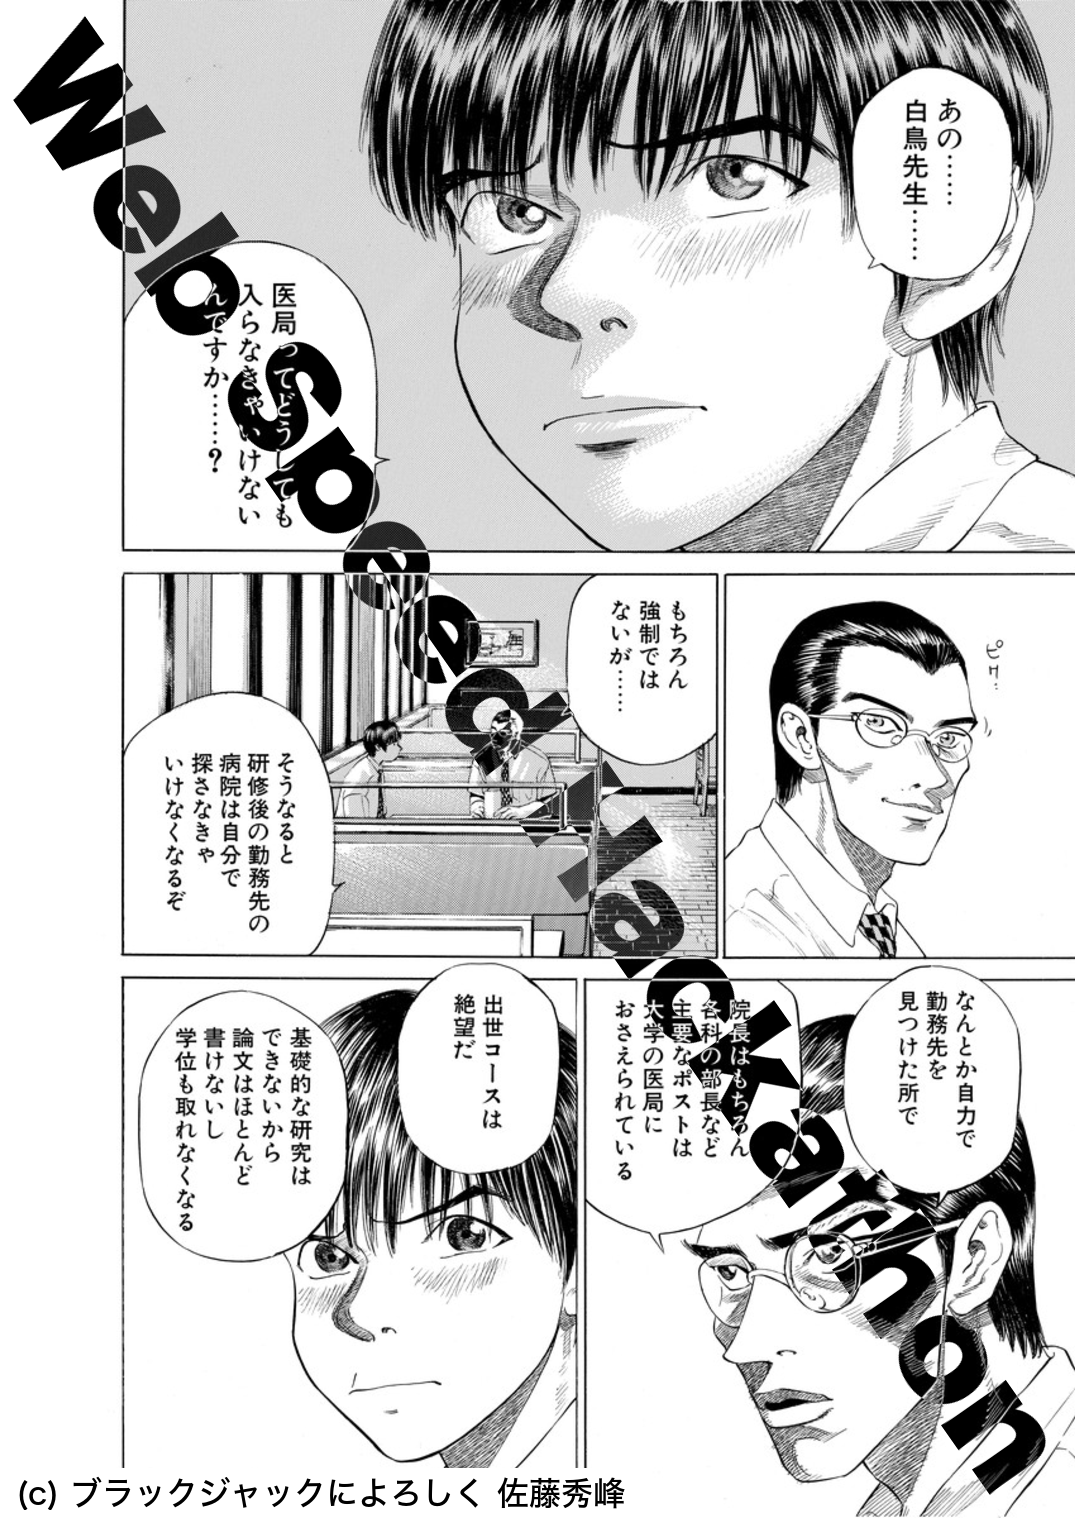 あの……
白鳥先生……
医局ってどうしても
入らなきゃいけない
んですか……？
ピク…
もちろん
強制では
ないが……
そうなると
研修後の勤務先の
病院は自分で
探さなきゃ
いけなくなるぞ
なんとか自力で
勤務先を
見つけた所で
院長はもちろん
各科の部長など
主要なポストは
大学の医局に
おさえられている
出世コースは
絶望だ
基礎的な研究は
できないから
論文はほとんど
書けないし
学位も取れなくなる
Web Speed Hackathon
(c) ブラックジャックによろしく 佐藤秀峰